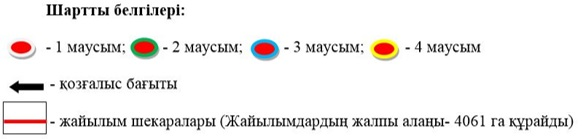 Шартты белгілері:
- 1 маусым; - 2 маусым; - 3 маусым; - 4 маусым
- қозғалыс бағыты
- жайылым шекаралары (Жайылымдардың жалпы алаңы- 4061 га құрайды)